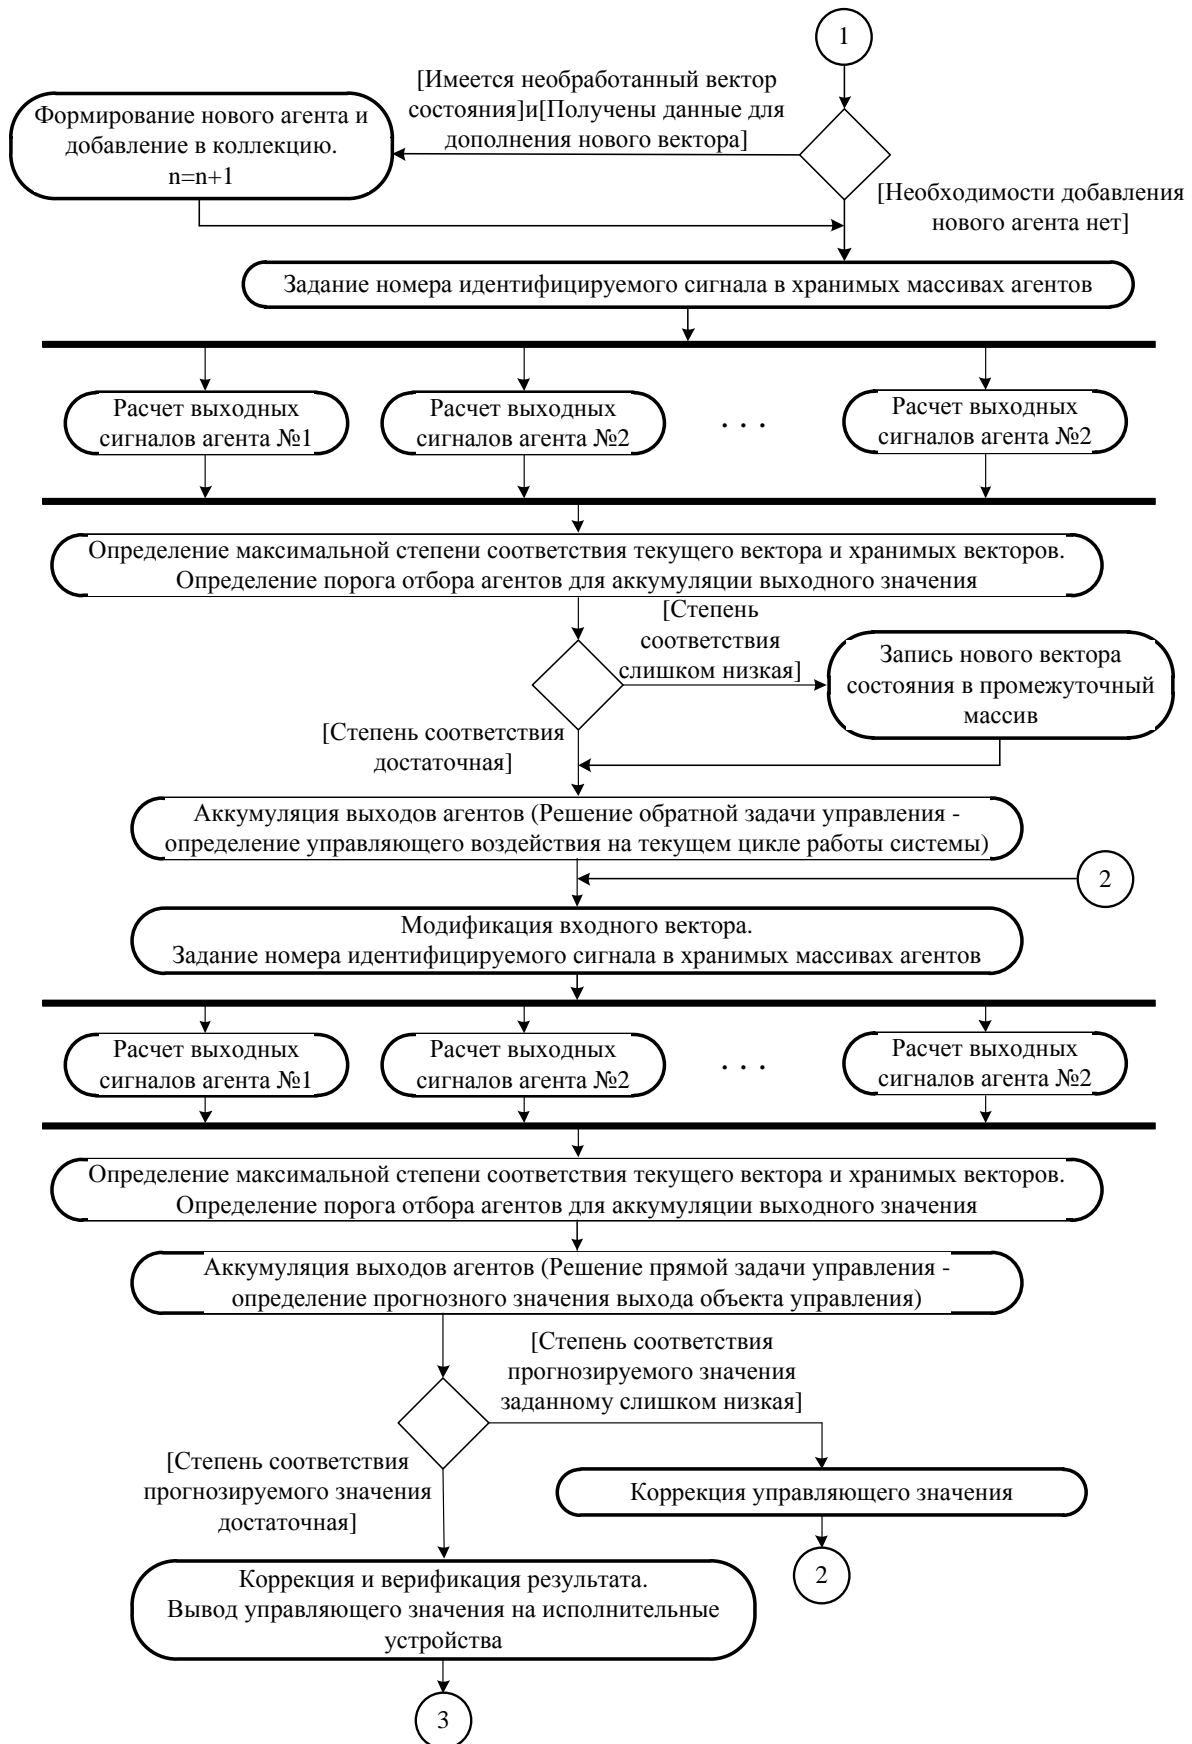 1
[Имеется необработанный вектор
состояния]и[Получены данные для
дополнения нового вектора]
Формирование нового агента и
добавление в коллекцию.
n=n+1
[Необходимости добавления
нового агента нет]
Задание номера идентифицируемого сигнала в хранимых массивах агентов
Расчет выходных
сигналов агента №1
Расчет выходных
сигналов агента №2
. . .
Расчет выходных
сигналов агента №2
Определение максимальной степени соответствия текущего вектора и хранимых векторов.
Определение порога отбора агентов для аккумуляции выходного значения
[Степень
соответствия
слишком низкая]
Запись нового вектора
состояния в промежуточный
массив
[Степень соответствия
достаточная]
Аккумуляция выходов агентов (Решение обратной задачи управления -
определение управляющего воздействия на текущем цикле работы системы)
2
Модификация входного вектора.
Задание номера идентифицируемого сигнала в хранимых массивах агентов
Расчет выходных
сигналов агента №1
Расчет выходных
сигналов агента №2
. . .
Расчет выходных
сигналов агента №2
Определение максимальной степени соответствия текущего вектора и хранимых векторов.
Определение порога отбора агентов для аккумуляции выходного значения
Аккумуляция выходов агентов (Решение прямой задачи управления -
определение прогнозного значения выхода объекта управления)
[Степень соответствия
прогнозируемого значения
заданному слишком низкая]
[Степень соответствия
прогнозируемого значения
достаточная]
Коррекция управляющего значения
2
Коррекция и верификация результата.
Вывод управляющего значения на исполнительные
устройства
3